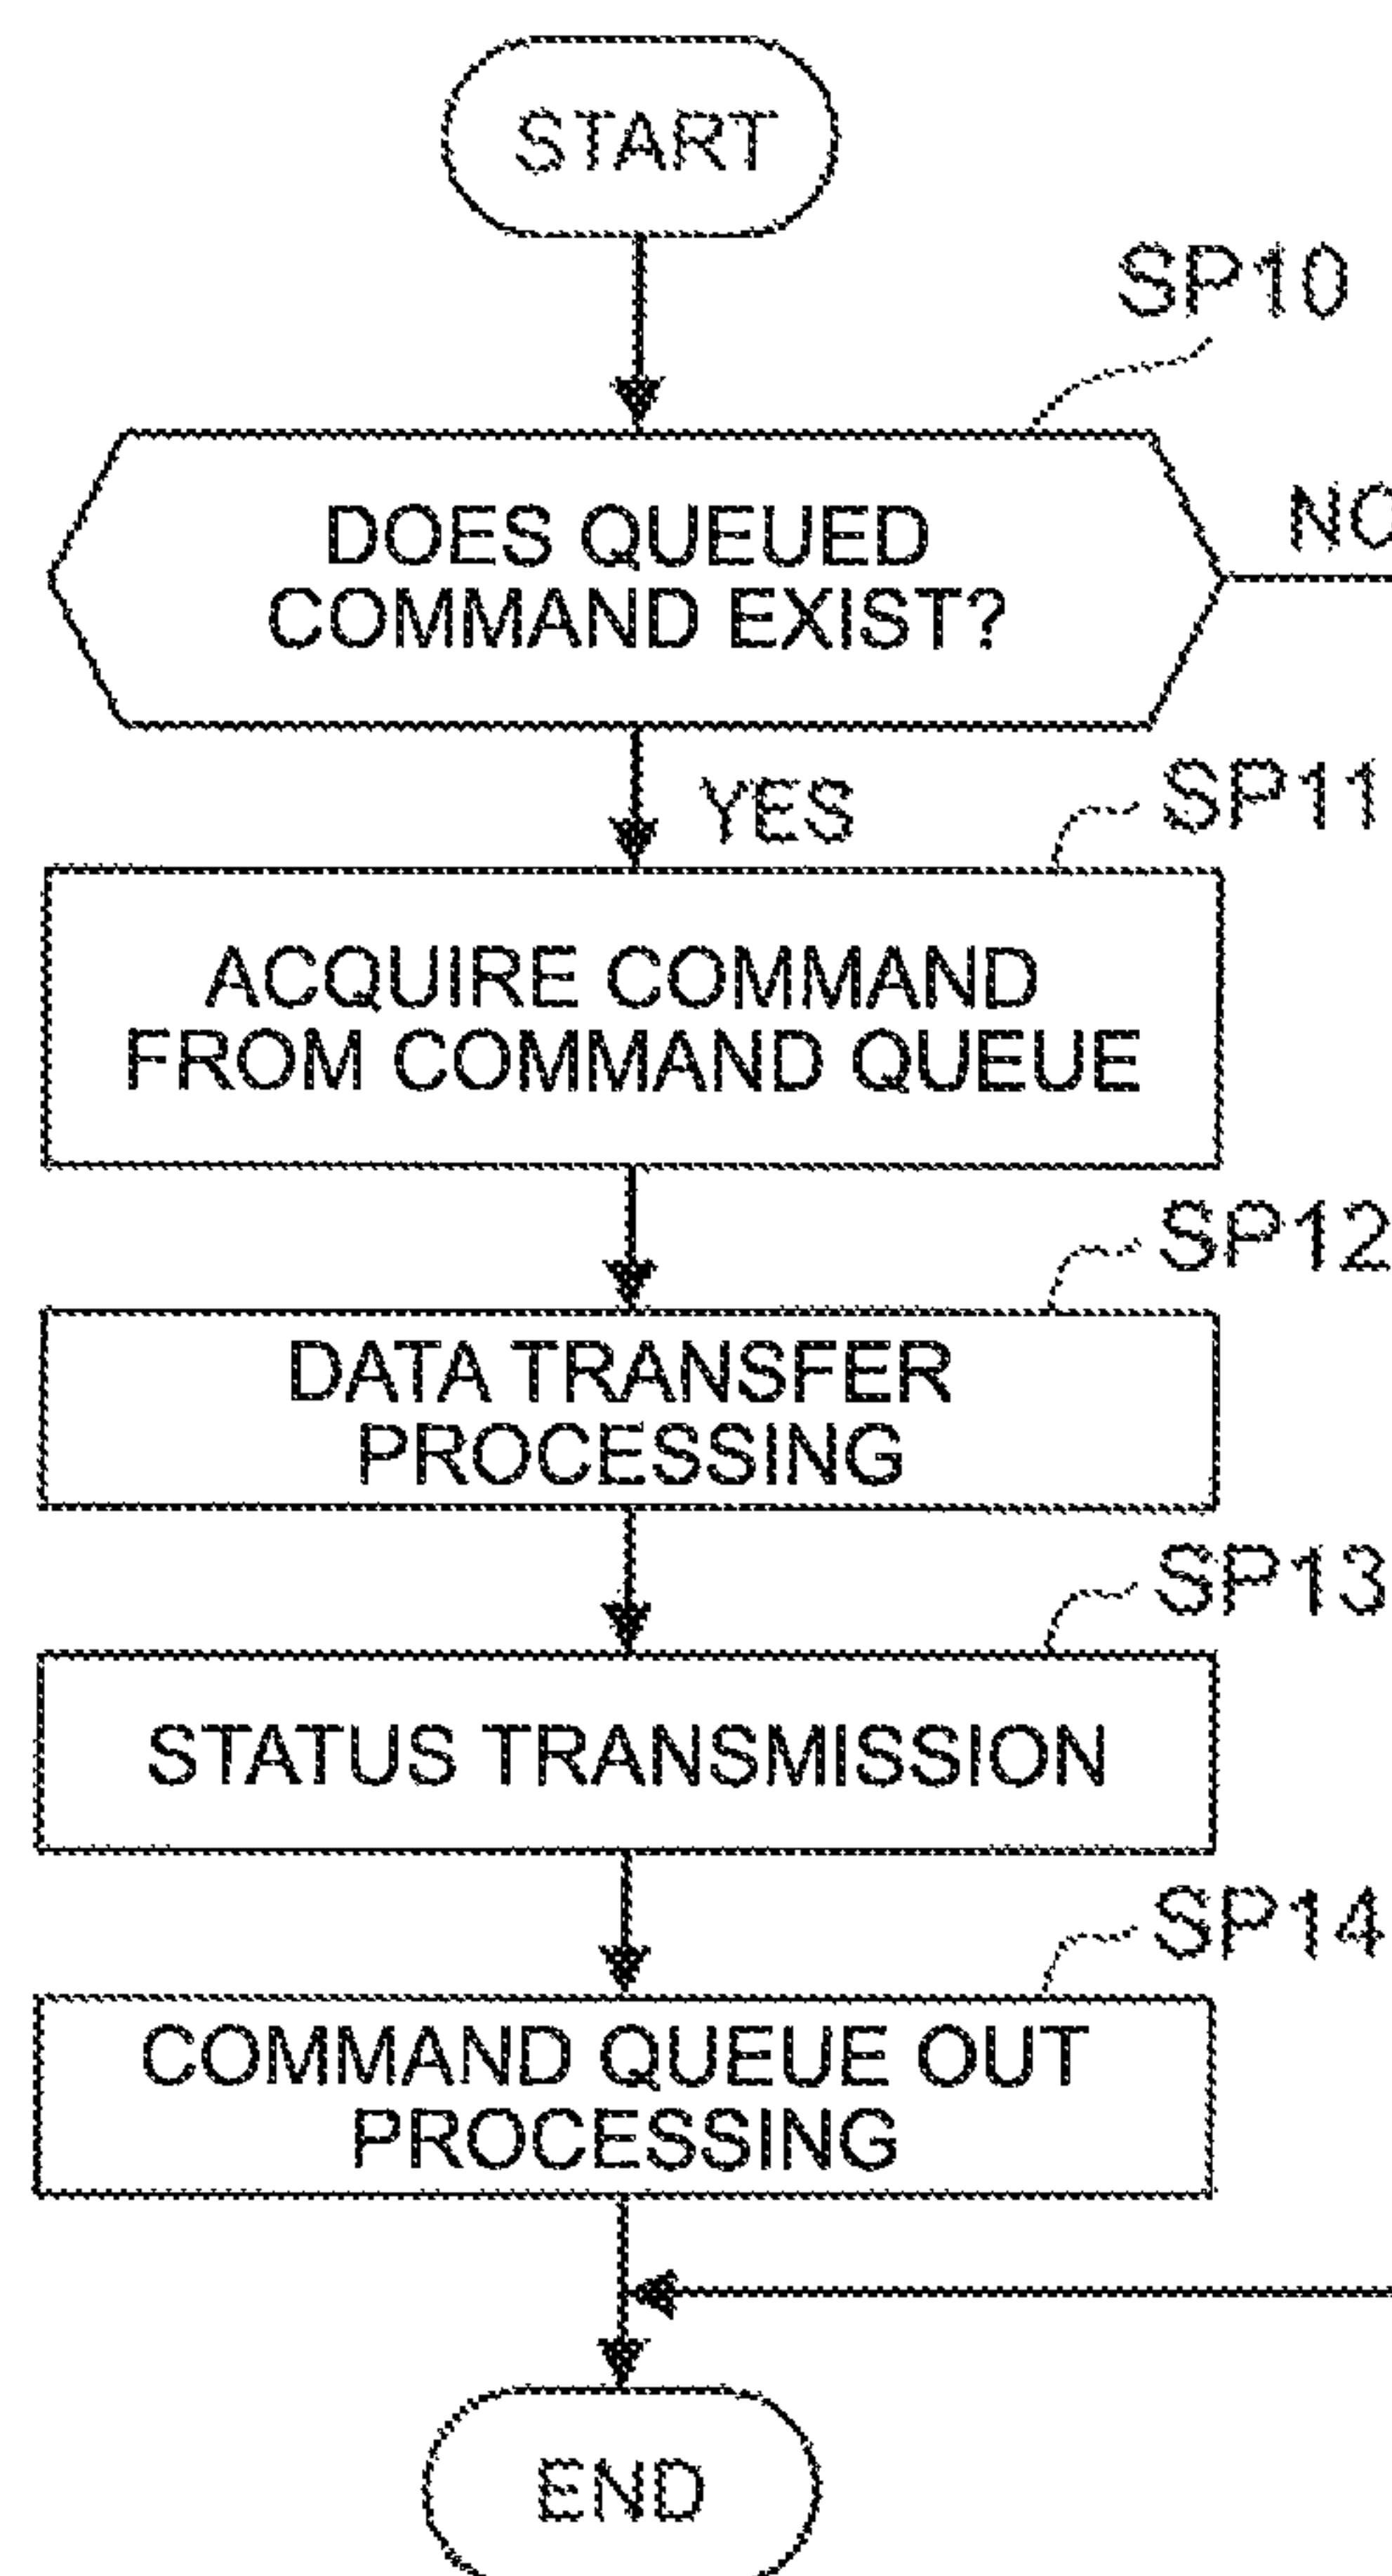 START
SP10
DOES QUEUED
COMMAND EXIST?
NO
YES
SP11
ACQUIRE COMMAND
FROM COMMAND QUEUE
SP12
DATA TRANSFER
PROCESSING
SP13
STATUS TRANSMISSION
SP14
COMMAND QUEUE OUT
PROCESSING
END